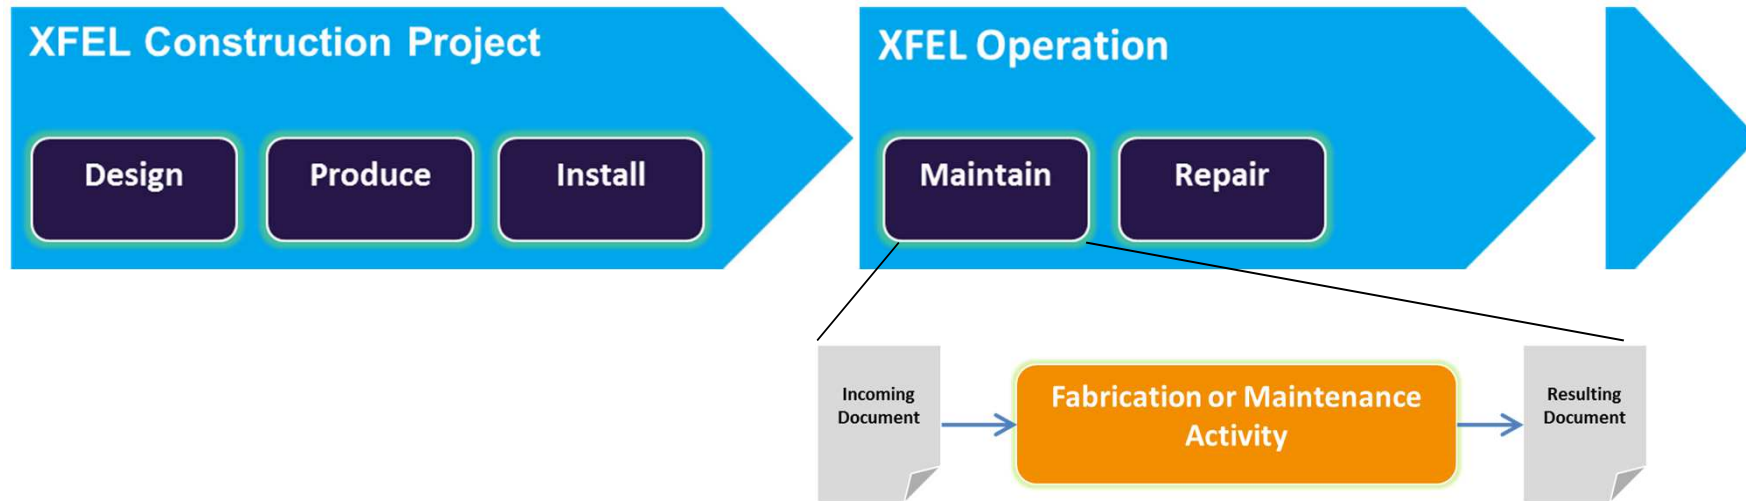 XFEL Construction Project
XFEL Operation
Design
Produce
Install
Maintain
Repair
Incoming
Document
Fabrication or Maintenance
Activity
Resulting
Document